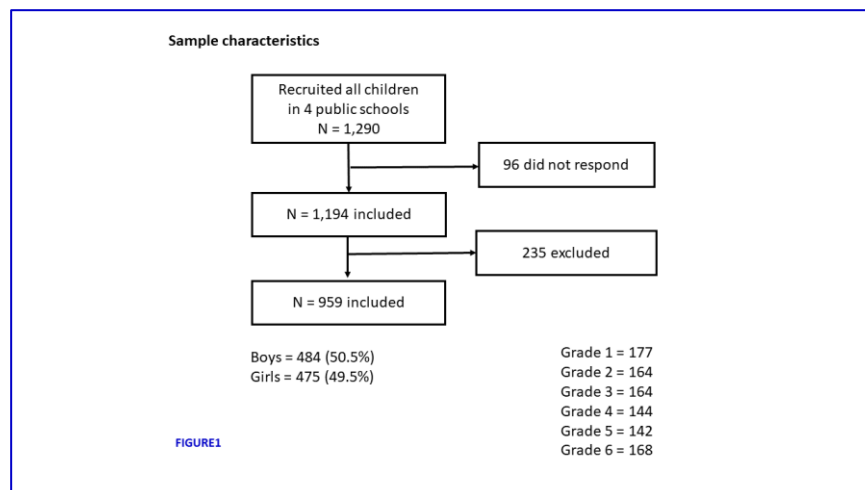 Sample characteristics
Recruited all children
in 4 public schools
N = 1,290
96 did not respond
N = 1,194 included
235 excluded
N = 959 included
Boys = 484 (50.5%)
Girls = 475 (49.5%)
Grade 1 = 177
Grade 2 = 164
Grade 3 = 164
Grade 4 = 144
Grade 5 = 142
Grade 6 = 168
FIGURE1